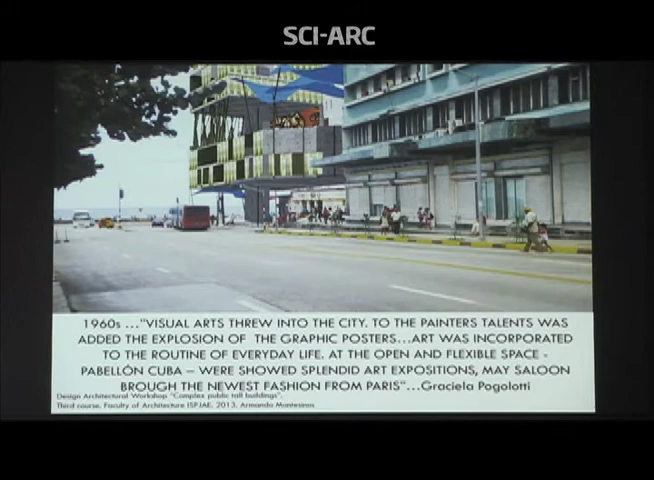 SCI-ARC
1960s ..."VISUAL ARTS THREW INTO THE CITY. TO THE PAINTERS TALENTS WAS
ADDED THE EXPLOSION OF THE GRAPHIC POSTERS...ART WAS INCORPORATED
TO THE ROUTINE OF EVERYDAY LIFE. AT THE OPEN AND FLEXIBLE SPACE -
PABELLÓN CUBA – WERE SHOWED SPLENDID ART EXPOSITIONS, MAY SALOON
BROUGH THE NEWEST FASHION FROM PARIS"...Graciela Pogolotti
Design Architectural Workshop "Complex public tall buildings".
Third course. Faculty of Architecture ISPJAE. 2013. Armando Montesinos